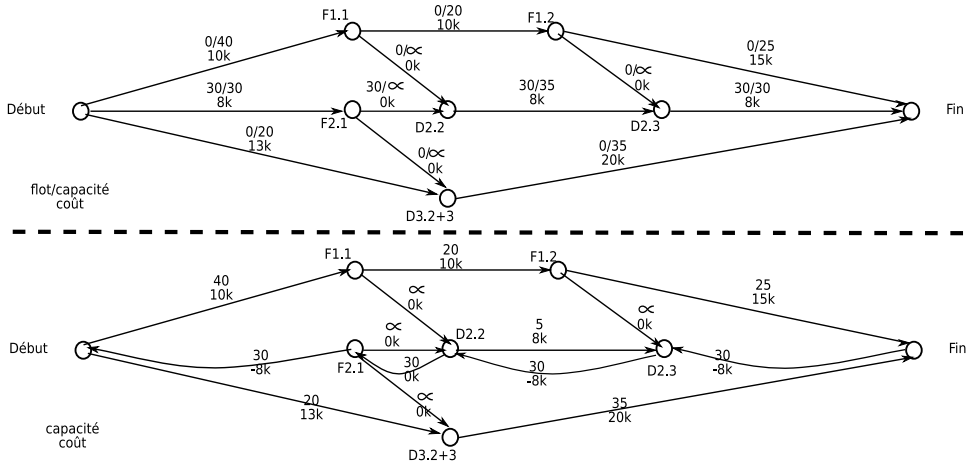 F1.1
0/20
10k
F1.2
0/40
10k
0/∝
0k
0/∝
0k
0/25
15k
Début
30/30
8k
F2.1
30/∝
0k
D2.2
30/35
8k
D2.3
30/30
8k
Fin
0/20
13k
0/∝
0k
0/35
20k
flot/capacité
coût
D3.2+3
F1.1
20
10k
F1.2
40
10k
∝
0k
∝
0k
25
15k
Début
30
-8k
F2.1
∝
0k
30
0k
D2.2
5
8k
30
-8k
D2.3
30
-8k
Fin
20
13k
∝
0k
35
20k
capacité
coût
D3.2+3